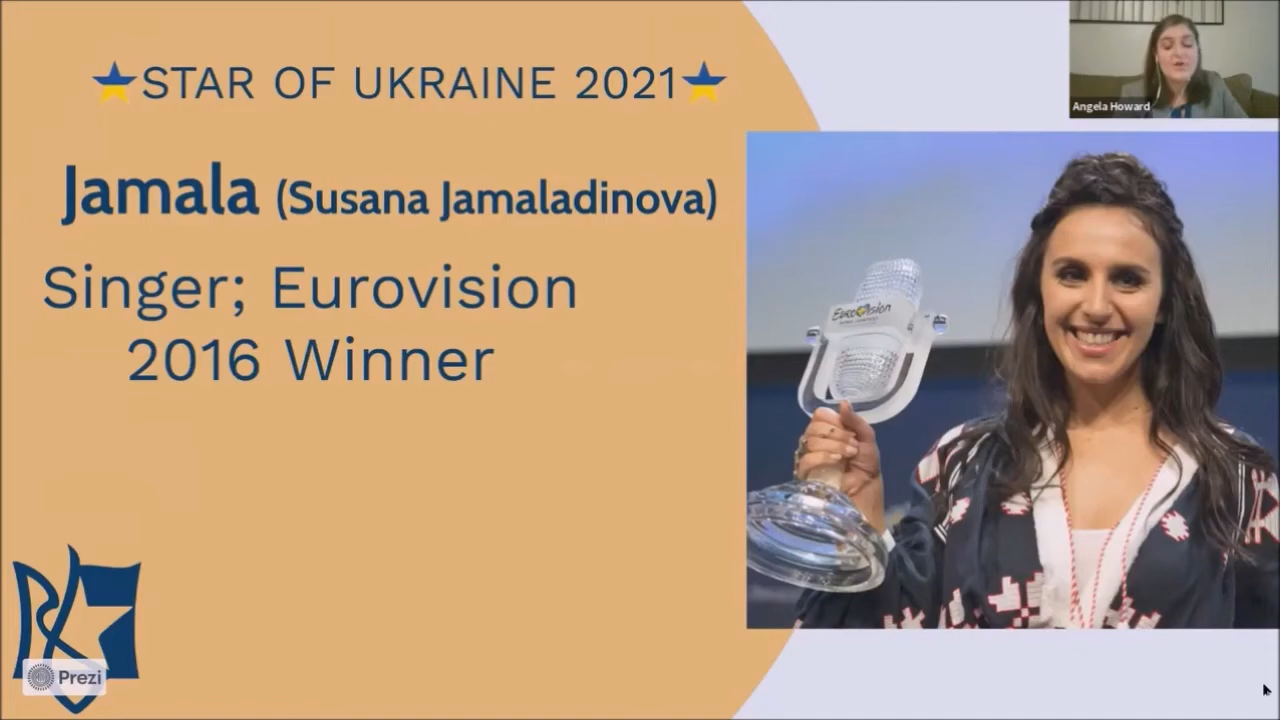 STAR OF UKRAINE 2021
Jamala (Susana Jamaladinova)
Singer; Eurovision
2016 Winner
Angela Howard
EUROVISION
Prezi